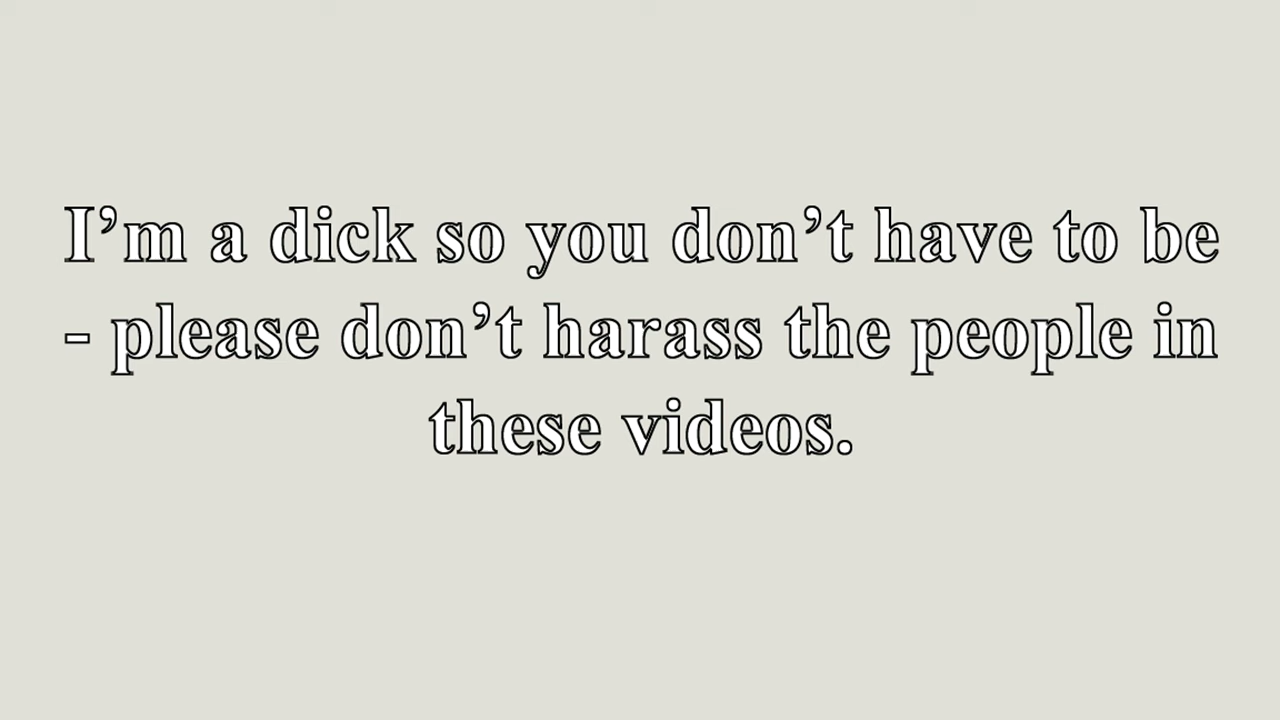 I’m a dick so you don’t have to be
- please don’t harass the people in
these videos.